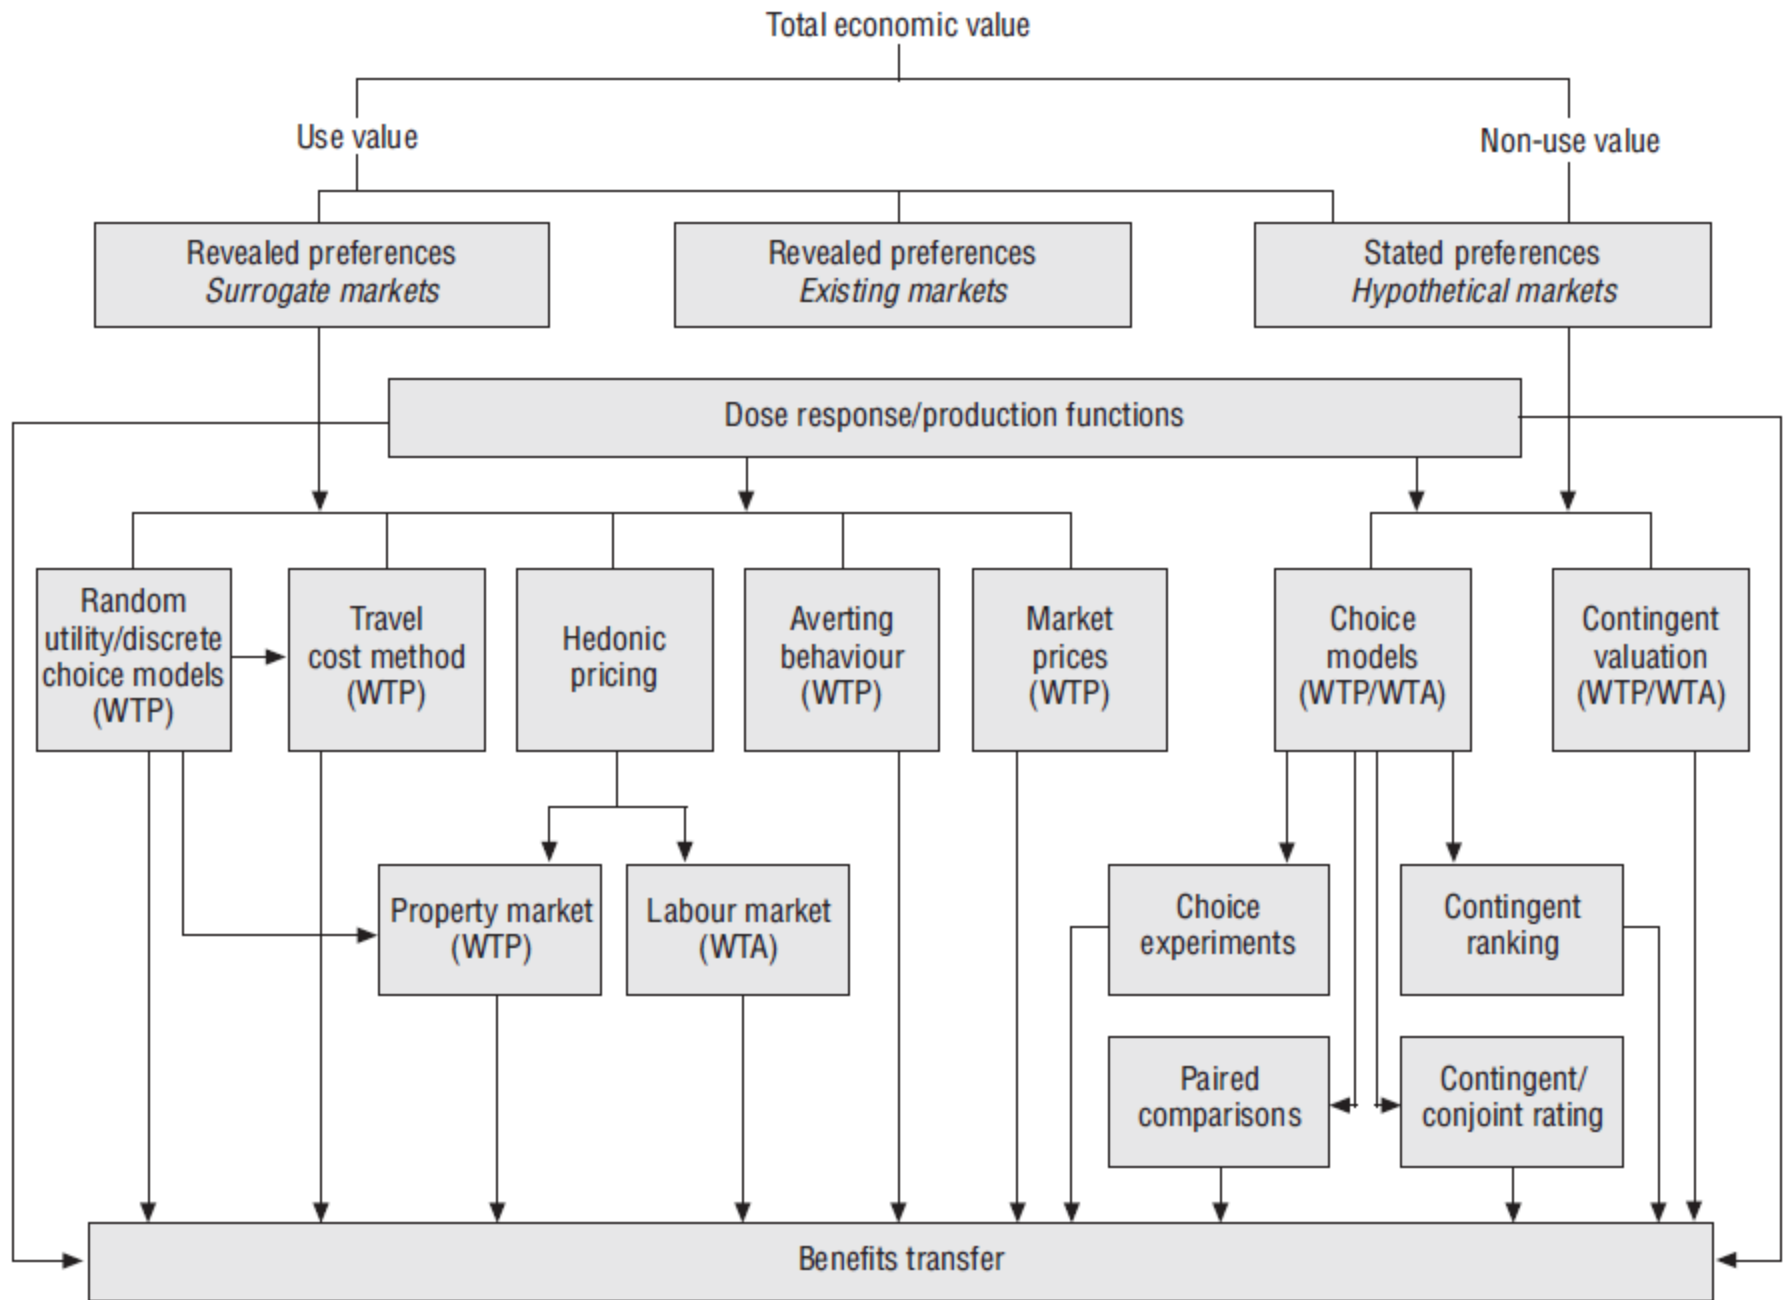 Total economic value
Use value
Non-use value
Revealed preferences
Surrogate markets
Revealed preferences
Existing markets
Stated preferences
Hypothetical markets
Dose response/production functions
Random
utility/discrete
choice models
(WTP)
Travel
cost method
(WTP)
Hedonic
pricing
Averting
behaviour
(WTP)
Market
prices
(WTP)
Choice
models
(WTP/WTA)
Contingent
valuation
(WTP/WTA)
Property market
(WTP)
Labour market
(WTA)
Choice
experiments
Contingent
ranking
Paired
comparisons
Contingent/
conjoint rating
Benefits transfer